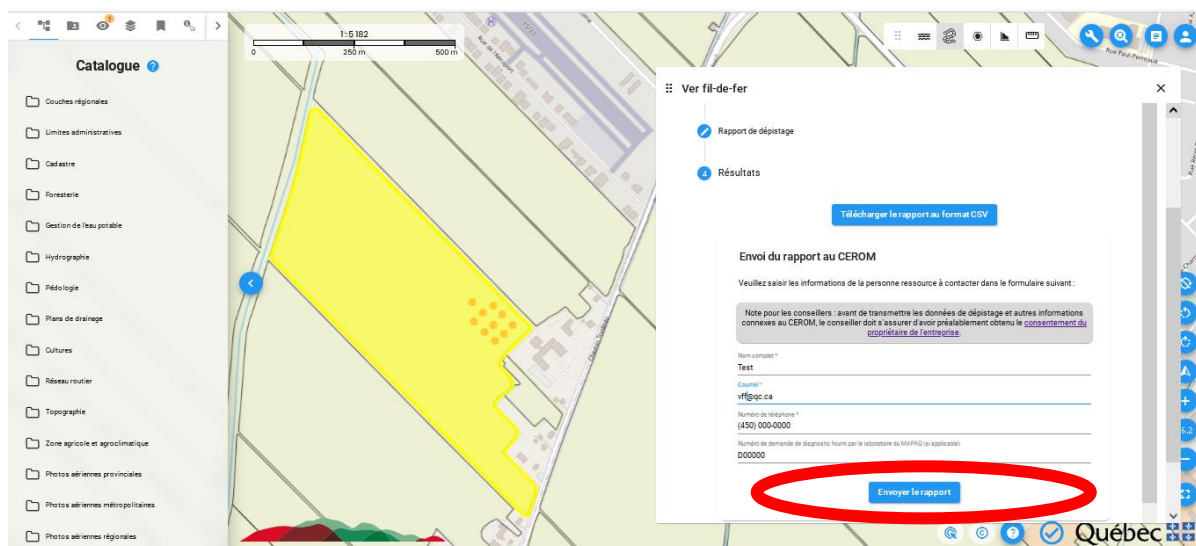 Catalogue
Couches régionales
Limites administratives
Cadastre
Foresterie
Gestion de l'eau potable
Hydrographie
Pédologie
Plans de drainage
Cultures
Réseau routier
Topographie
Zone agricole et agroclimatique
Photos aériennes provinciales
Photos aériennes métropolitaines
Photos aériennes régionales
1:5 182
0 250 m 500 m
Rue de l'Aéroport
Rue Paul-Perreault
Ver fil-de-fer
Rapport de dépistage
4 Résultats
Télécharger le rapport au format CSV
Envoi du rapport au CEROM
Veuillez saisir les informations de la personne ressource à contacter dans le formulaire suivant :
Note pour les conseillers : avant de transmettre les données de dépistage et autres informations
connexes au CEROM, le conseiller doit s'assurer d'avoir préalablement obtenu le consentement du
propriétaire de l'entreprise.
Nom complet *
Test
Courriel *
vff@qc.ca
Numéro de téléphone *
(450) 000-0000
Numéro de demande de diagnostic fourni par le laboratoire du MAPAQ (si applicable)
D00000
Envoyer le rapport
Québec